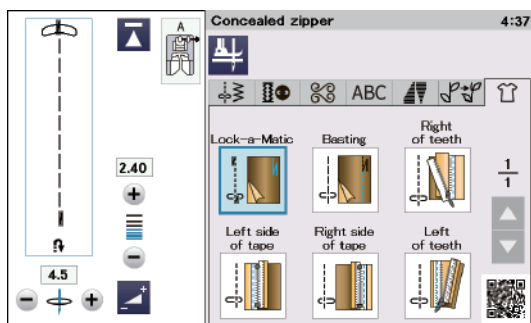 A
2.40
4.5
Concealed zipper 4:37
ABC
Lock-a-Matic
Basting
Right
of teeth
1
1
Left side
of tape
Right side
of tape
Left
of teeth